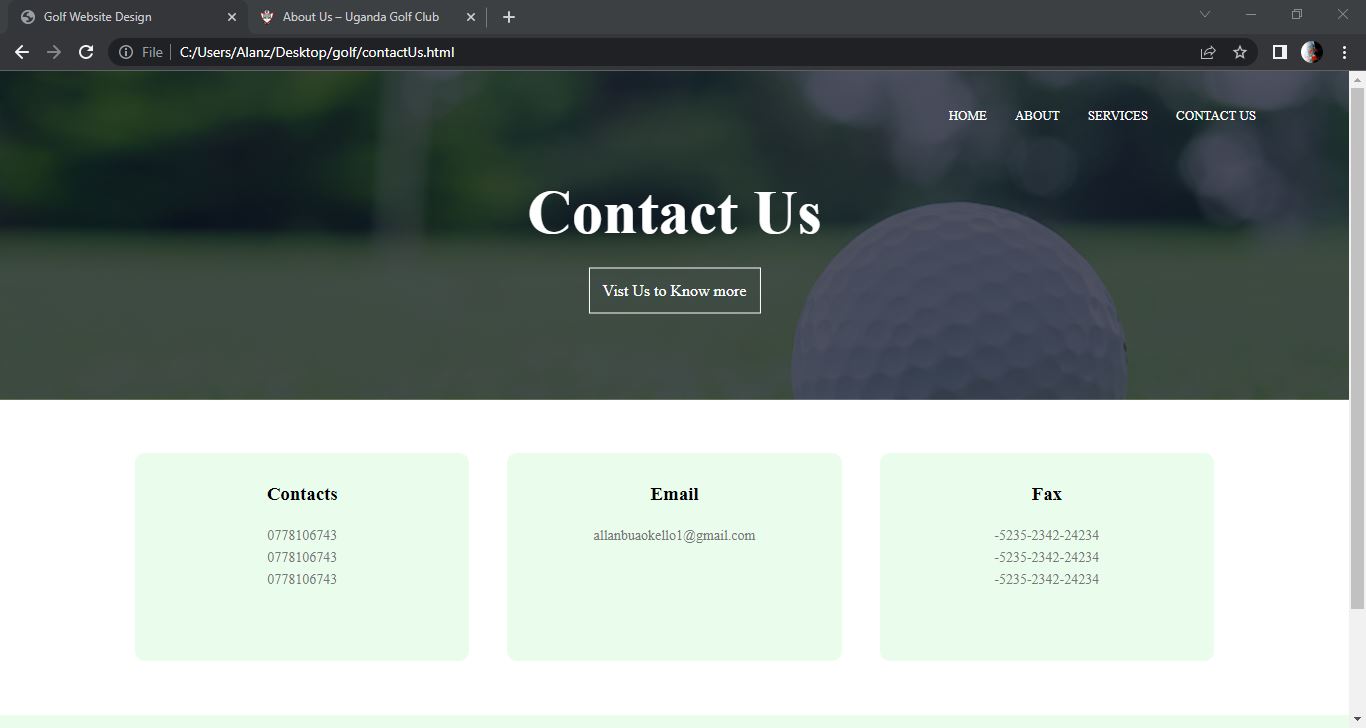 Golf Website Design
About Us – Uganda Golf Club
File
C:/Users/Alanz/Desktop/golf/contactUs.html
HOME ABOUT SERVICES CONTACT US
Contact Us
Vist Us to Know more
Contacts
0778106743
0778106743
0778106743
Email
allanbuaokello1@gmail.com
Fax
-5235-2342-24234
-5235-2342-24234
-5235-2342-24234